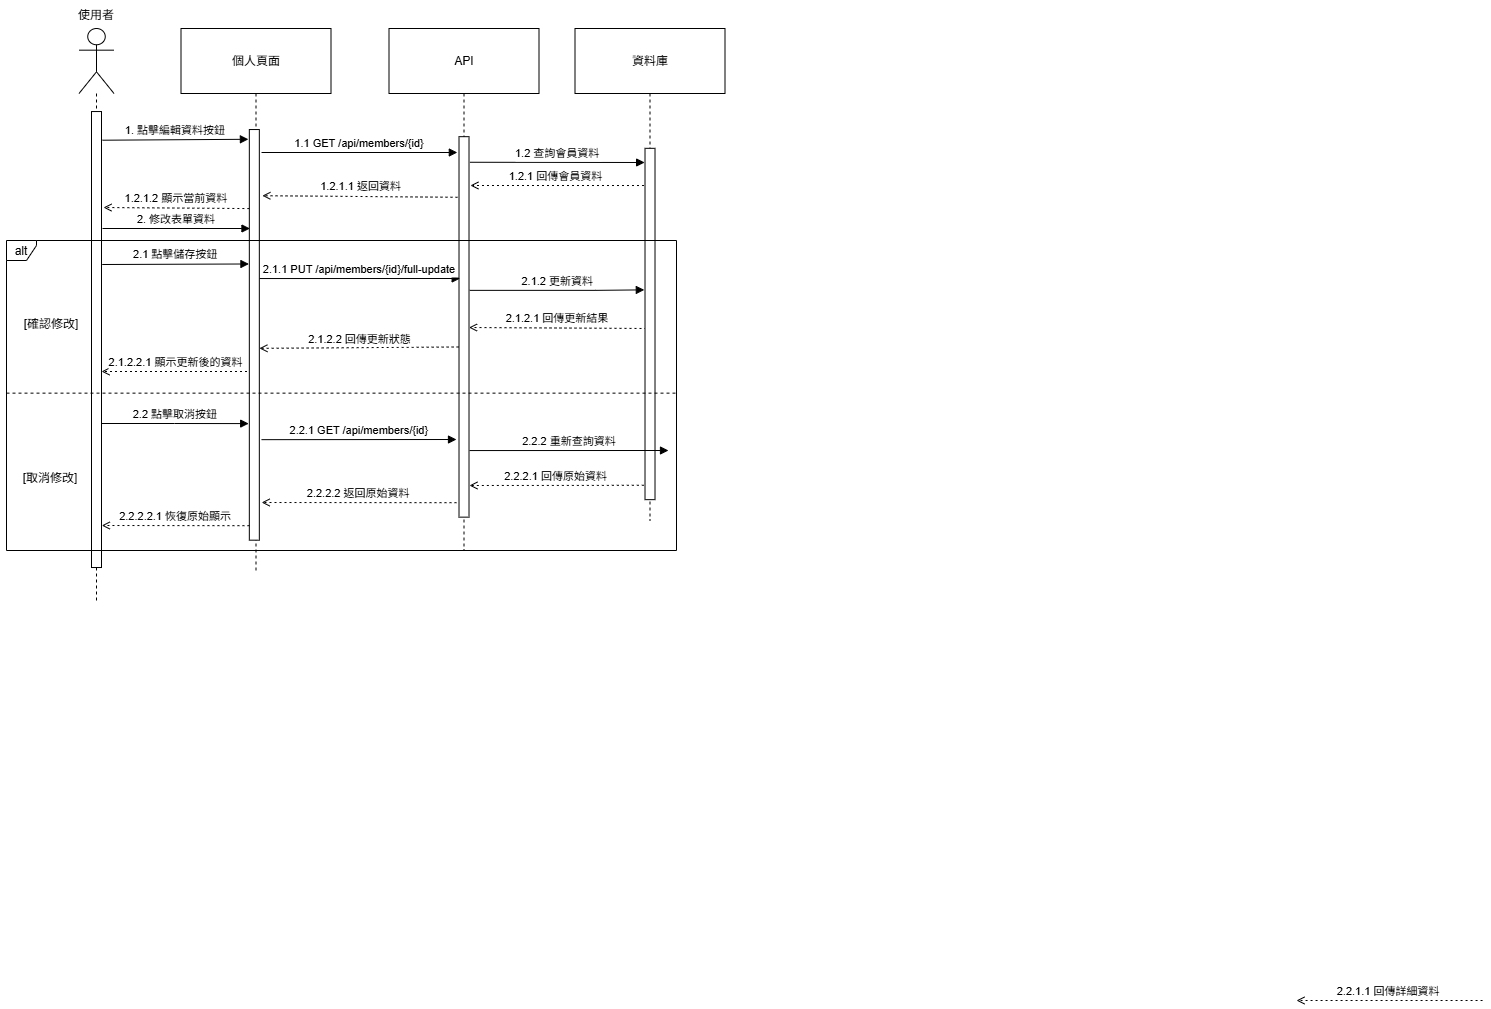 使用者
個人頁面
API
資料庫
1. 點擊編輯資料按鈕
1.1 GET /api/members/{id}
1.2 查詢會員資料
1.2.1 回傳會員資料
1.2.1.1 返回資料
1.2.1.2 顯示當前資料
2. 修改表單資料
alt
2.1 點擊儲存按鈕
2.1.1 PUT /api/members/{id}/full-update
2.1.2 更新資料
[確認修改]
2.1.2.1 回傳更新結果
2.1.2.2 回傳更新狀態
2.1.2.2.1 顯示更新後的資料
2.2 點擊取消按鈕
2.2.1 GET /api/members/{id}
2.2.2 重新查詢資料
[取消修改]
2.2.2.1 回傳原始資料
2.2.2.2 返回原始資料
2.2.2.2.1 恢復原始顯示
2.2.1.1 回傳詳細資料